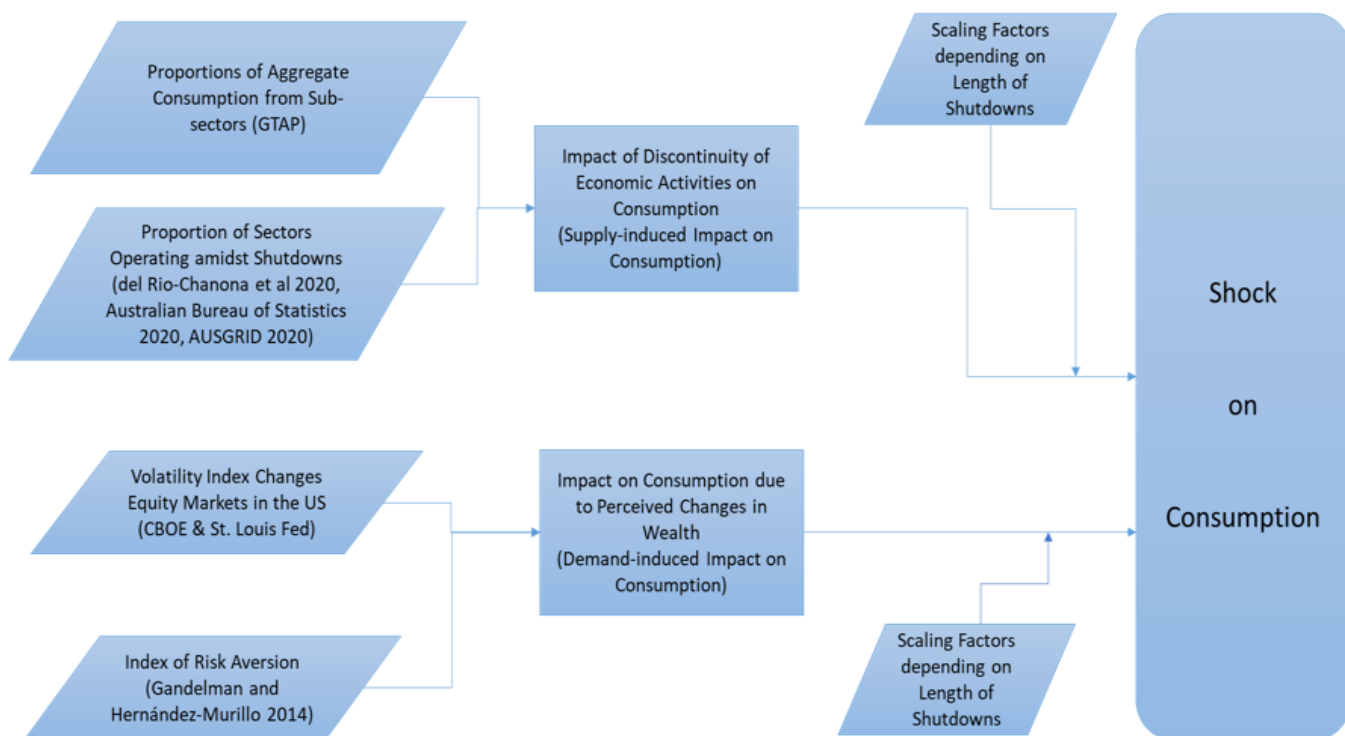 Proportions of Aggregate
Consumption from Sub-
sectors (GTAP)
Proportion of Sectors
Operating amidst Shutdowns
(del Rio-Chanona et al 2020,
Australian Bureau of Statistics
2020, AUSGRID 2020)
Impact of Discontinuity of
Economic Activities on
Consumption
(Supply-induced Impact on
Consumption)
Scaling Factors
depending on
Length of
Shutdowns
Volatility Index Changes
Equity Markets in the US
(CBOE & St. Louis Fed)
Index of Risk Aversion
(Gandelman and
Hernández-Murillo 2014)
Impact on Consumption due
to Perceived Changes in
Wealth
(Demand-induced Impact on
Consumption)
Scaling Factors
depending on
Length of
Shutdowns
Shock
on
Consumption